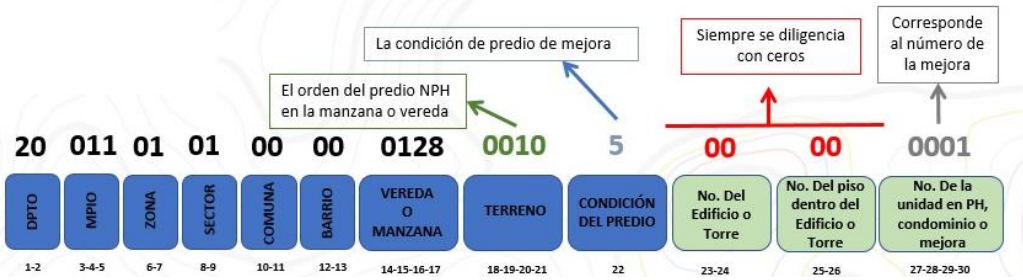 Corresponde
al número de
la mejora
Siempre se diligencia
con ceros
La condición de predio de mejora
El orden del predio NPH
en la manzana o vereda
20 011 01 01 00 00 0128 0010 5 00 00 0001
DPTO
MPIO
ZONA
SECTOR
COMUNA
BARRIO
VEREDA
O
MANZANA
TERRENO
CONDICIÓN
DEL PREDIO
No. Del
Edificio o
Torre
No. Del piso
dentro del
Edificio o
Torre
No. De la
unidad en PH,
condominio o
mejora
1-2 3-4-5 6-7 8-9 10-11 12-13 14-15-16-17 18-19-20-21 22 23-24 25-26 27-28-29-30